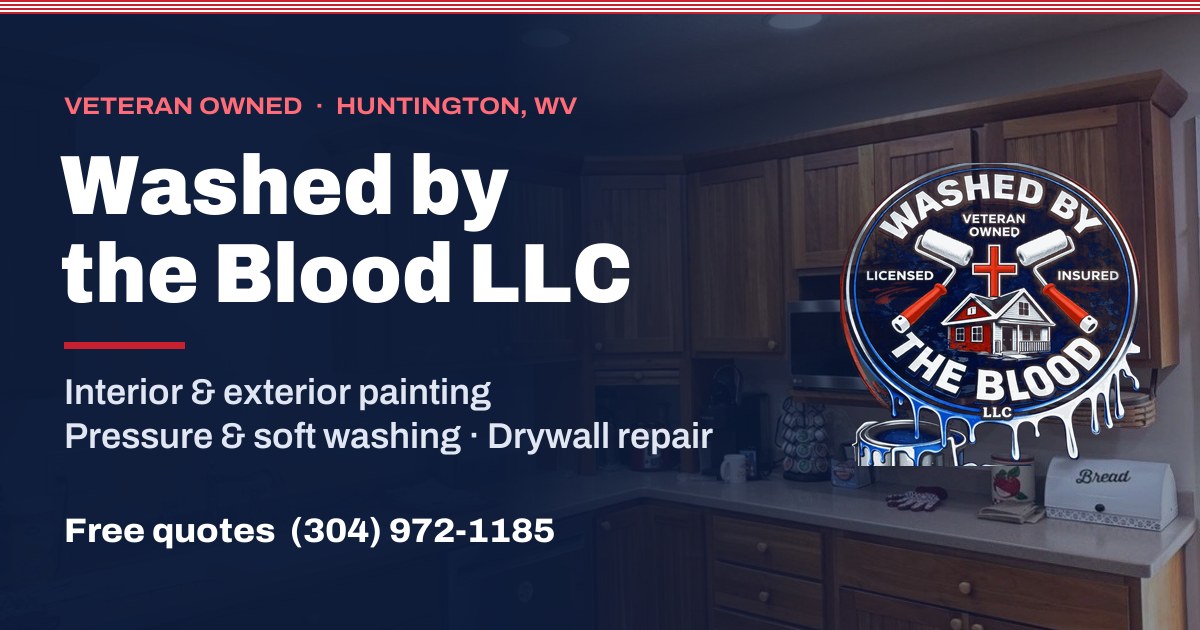 VETERAN OWNED · HUNTINGTON, WV
Washed by
the Blood LLC
Interior & exterior painting
Pressure & soft washing · Drywall repair
Free quotes (304) 972-1185
WASHED BY
VETERAN
OWNED
LICENSED
INSURED
THE BLOOD
LLC
Bread